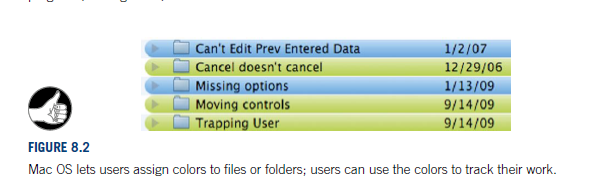 Can't Edit Prev Entered Data 1/2/07
Cancel doesn't cancel 12/29/06
Missing options 1/13/09
Moving controls 9/14/09
Trapping User 9/14/09
FIGURE 8.2
Mac OS lets users assign colors to files or folders; users can use the colors to track their work.